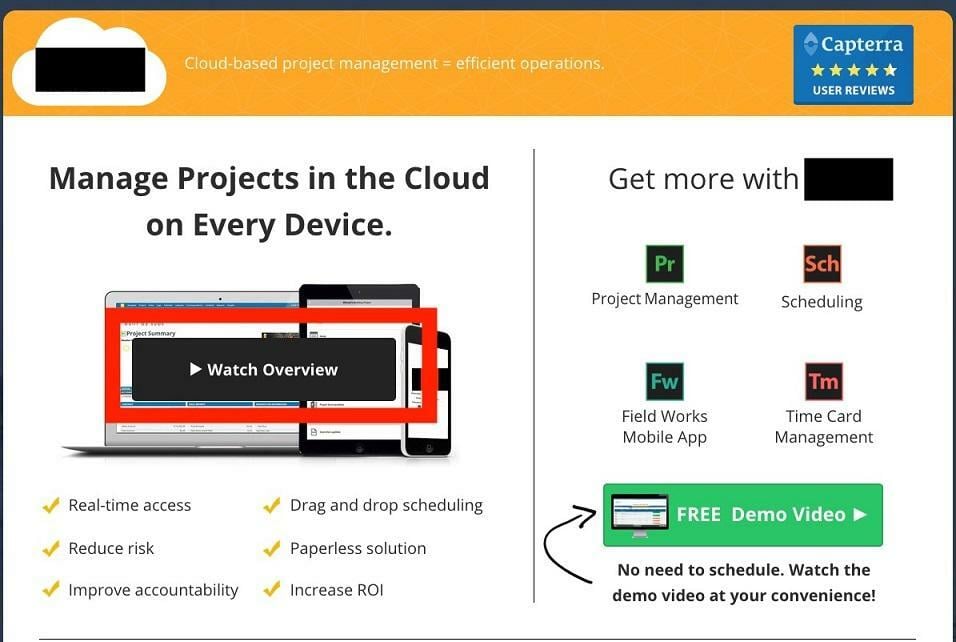 Cloud-based project management = efficient operations.
Capterra
USER REVIEWS
Manage Projects in the Cloud
on Every Device.
Project Summary
Watch Overview
Real-time access
Drag and drop scheduling
Reduce risk
Paperless solution
Improve accountability
Increase ROI
Get more with
Pr
Project Management
Sch
Scheduling
Fw
Field Works
Mobile App
Tm
Time Card
Management
FREE Demo Video
No need to schedule. Watch the
demo video at your convenience!